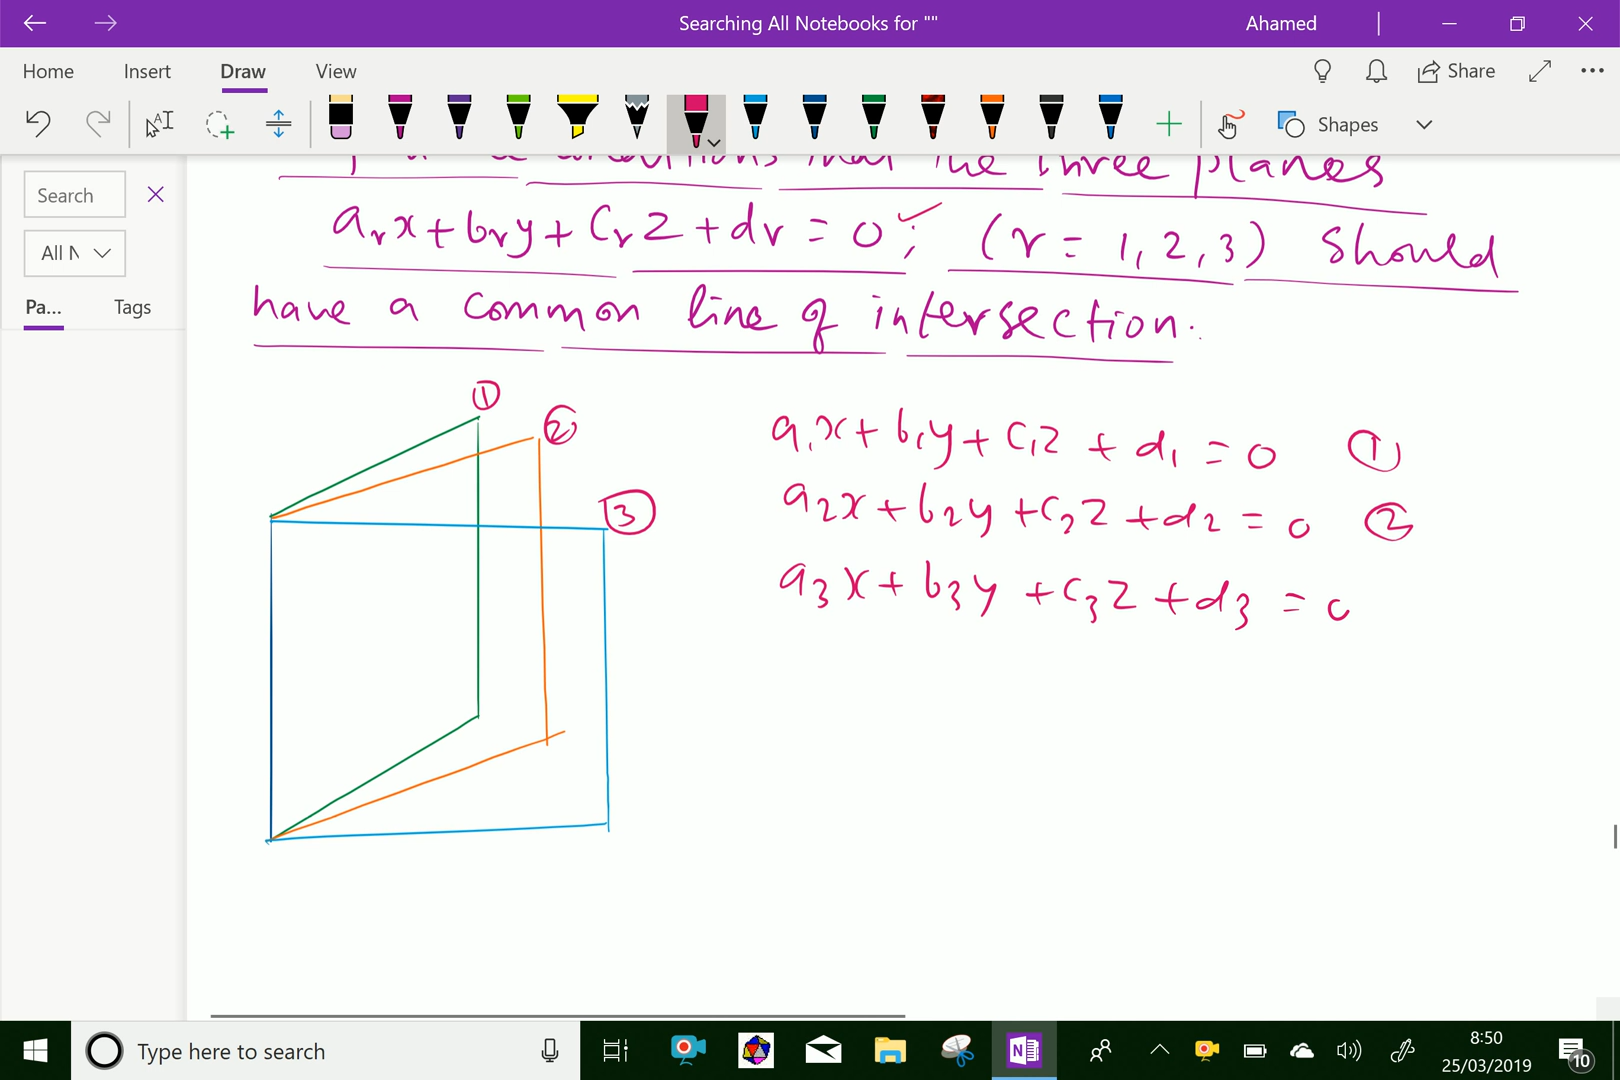 Searching All Notebooks for ""
Ahamed
Home Insert Draw View
Share
Shapes
Search
All N
Pa... Tags
conditions that the three planes
aᵣx + bᵣy + cᵣz + dᵣ = 0 ✓; (r = 1, 2, 3) should
have a common line of intersection.
①
②
③
a₁x + b₁y + c₁z + d₁ = 0 ①
a₂x + b₂y + c₂z + d₂ = 0 ②
a₃x + b₃y + c₃z + d₃ = 0
Type here to search
8:50
25/03/2019
10